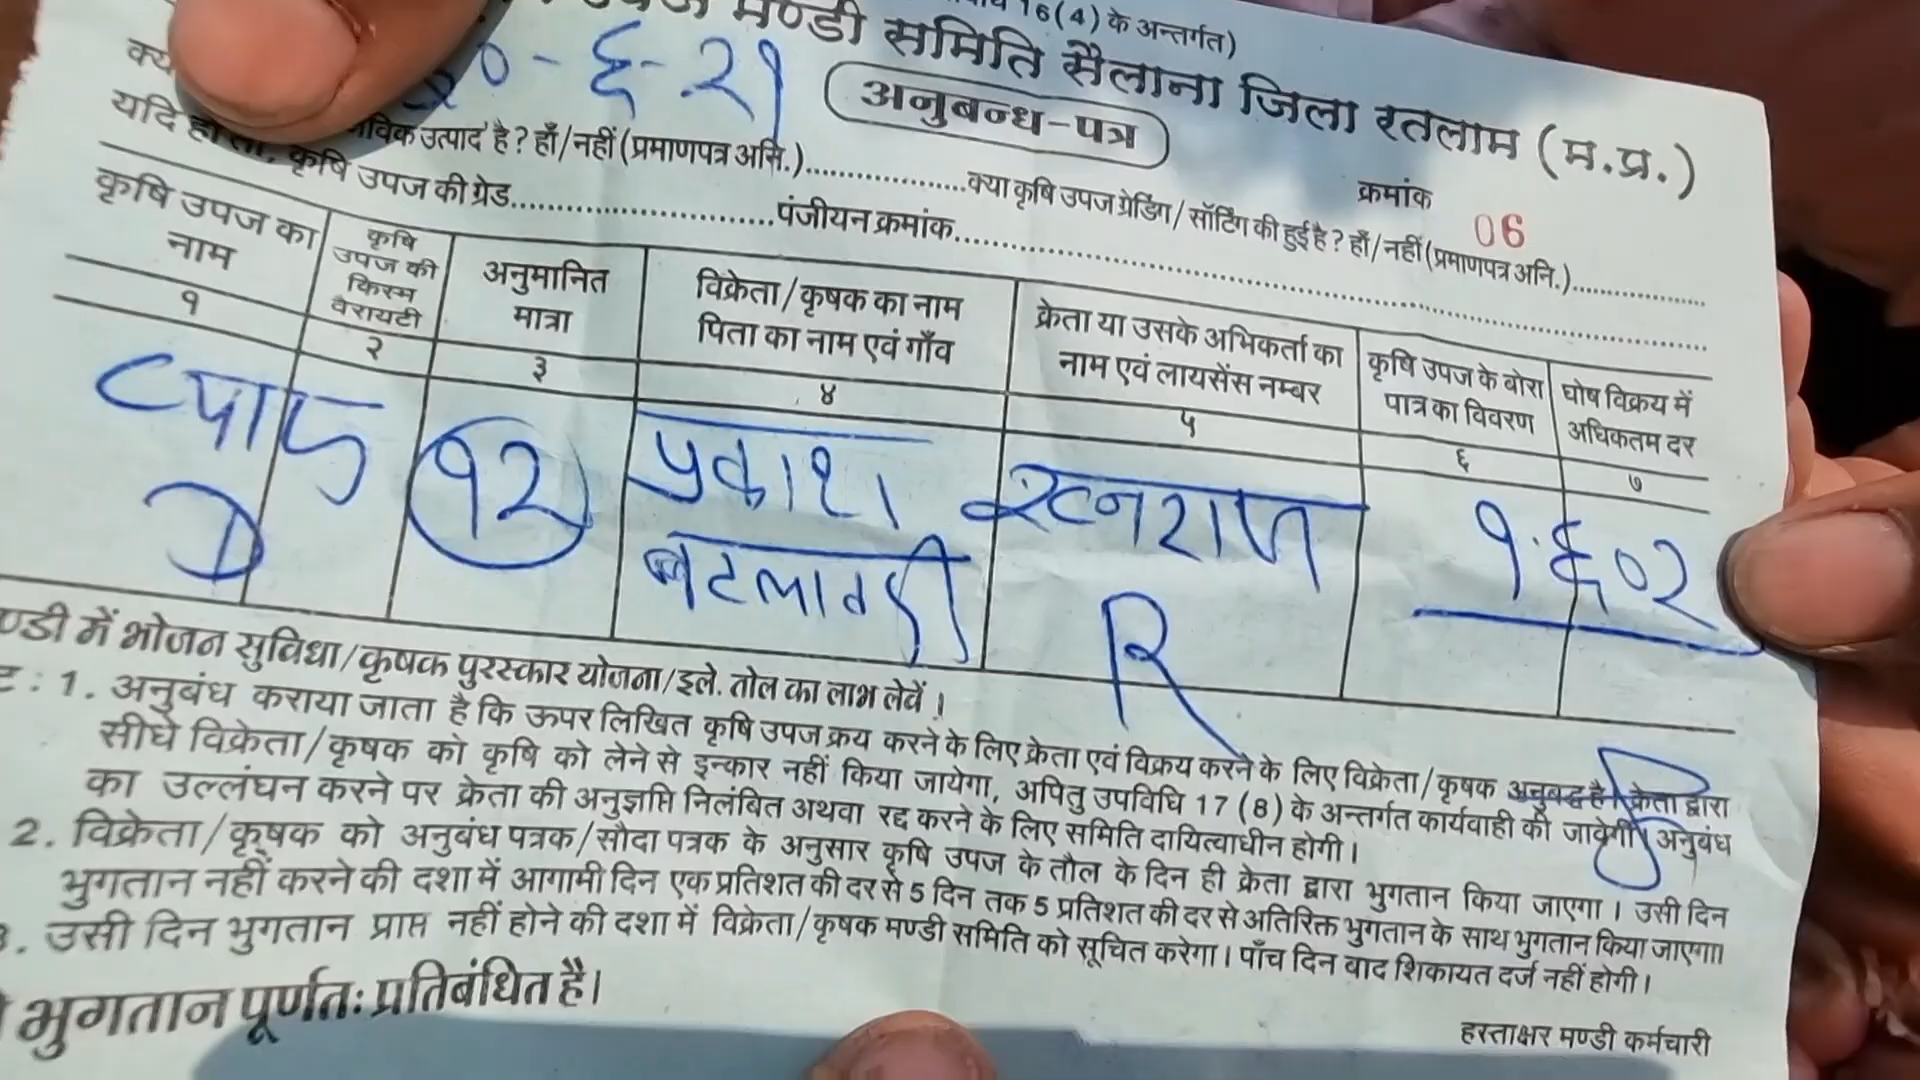 16(4) के अन्तर्गत)
मण्डी समिति सैलाना जिला रतलाम (म.प्र.)
२०-६-२१
अनुबन्ध-पत्र
क्रमांक
06
उत्पाद' है ? हाँ/नहीं (प्रमाणपत्र अनि.)....................क्या कृषि उपज ग्रेडिंग/सॉर्टिंग की हुई है ? हाँ/नहीं (प्रमाणपत्र अनि.)....................
यदि हाँ तो, कृषि उपज की ग्रेड..............................पंजीयन क्रमांक..............................
कृषि उपज का नाम
कृषि उपज की किस्म वैरायटी
अनुमानित मात्रा
विक्रेता/कृषक का नाम पिता का नाम एवं गाँव
क्रेता या उसके अभिकर्ता का नाम एवं लायसेंस नम्बर
कृषि उपज के बोरा पात्र का विवरण
घोष विक्रय में अधिकतम दर
१ २ ३ ४ ५ ६ ७
प्याज १२ प्रकाश रतनराज १६०२
D R
मण्डी में भोजन सुविधा/कृषक पुरस्कार योजना/इले. तोल का लाभ लेवें ।
1. अनुबंध कराया जाता है कि ऊपर लिखित कृषि उपज क्रय करने के लिए क्रेता एवं विक्रय करने के लिए विक्रेता/कृषक अनुबद्ध है। क्रेता द्वारा
सीधे विक्रेता/कृषक को कृषि को लेने से इन्कार नहीं किया जायेगा, अपितु उपविधि 17 (8) के अन्तर्गत कार्यवाही की जावेगी। अनुबंध
का उल्लंघन करने पर क्रेता की अनुज्ञप्ति निलंबित अथवा रद्द करने के लिए समिति दायित्वाधीन होगी ।
2. विक्रेता/कृषक को अनुबंध पत्रक/सौदा पत्रक के अनुसार कृषि उपज के तौल के दिन ही क्रेता द्वारा भुगतान किया जाएगा । उसी दिन
भुगतान नहीं करने की दशा में आगामी दिन एक प्रतिशत की दर से 5 दिन तक 5 प्रतिशत की दर से अतिरिक्त भुगतान के साथ भुगतान किया जाएगा।
3. उसी दिन भुगतान प्राप्त नहीं होने की दशा में विक्रेता/कृषक मण्डी समिति को सूचित करेगा । पाँच दिन बाद शिकायत दर्ज नहीं होगी ।
भुगतान पूर्णतः प्रतिबंधित है।
हस्ताक्षर मण्डी कर्मचारी